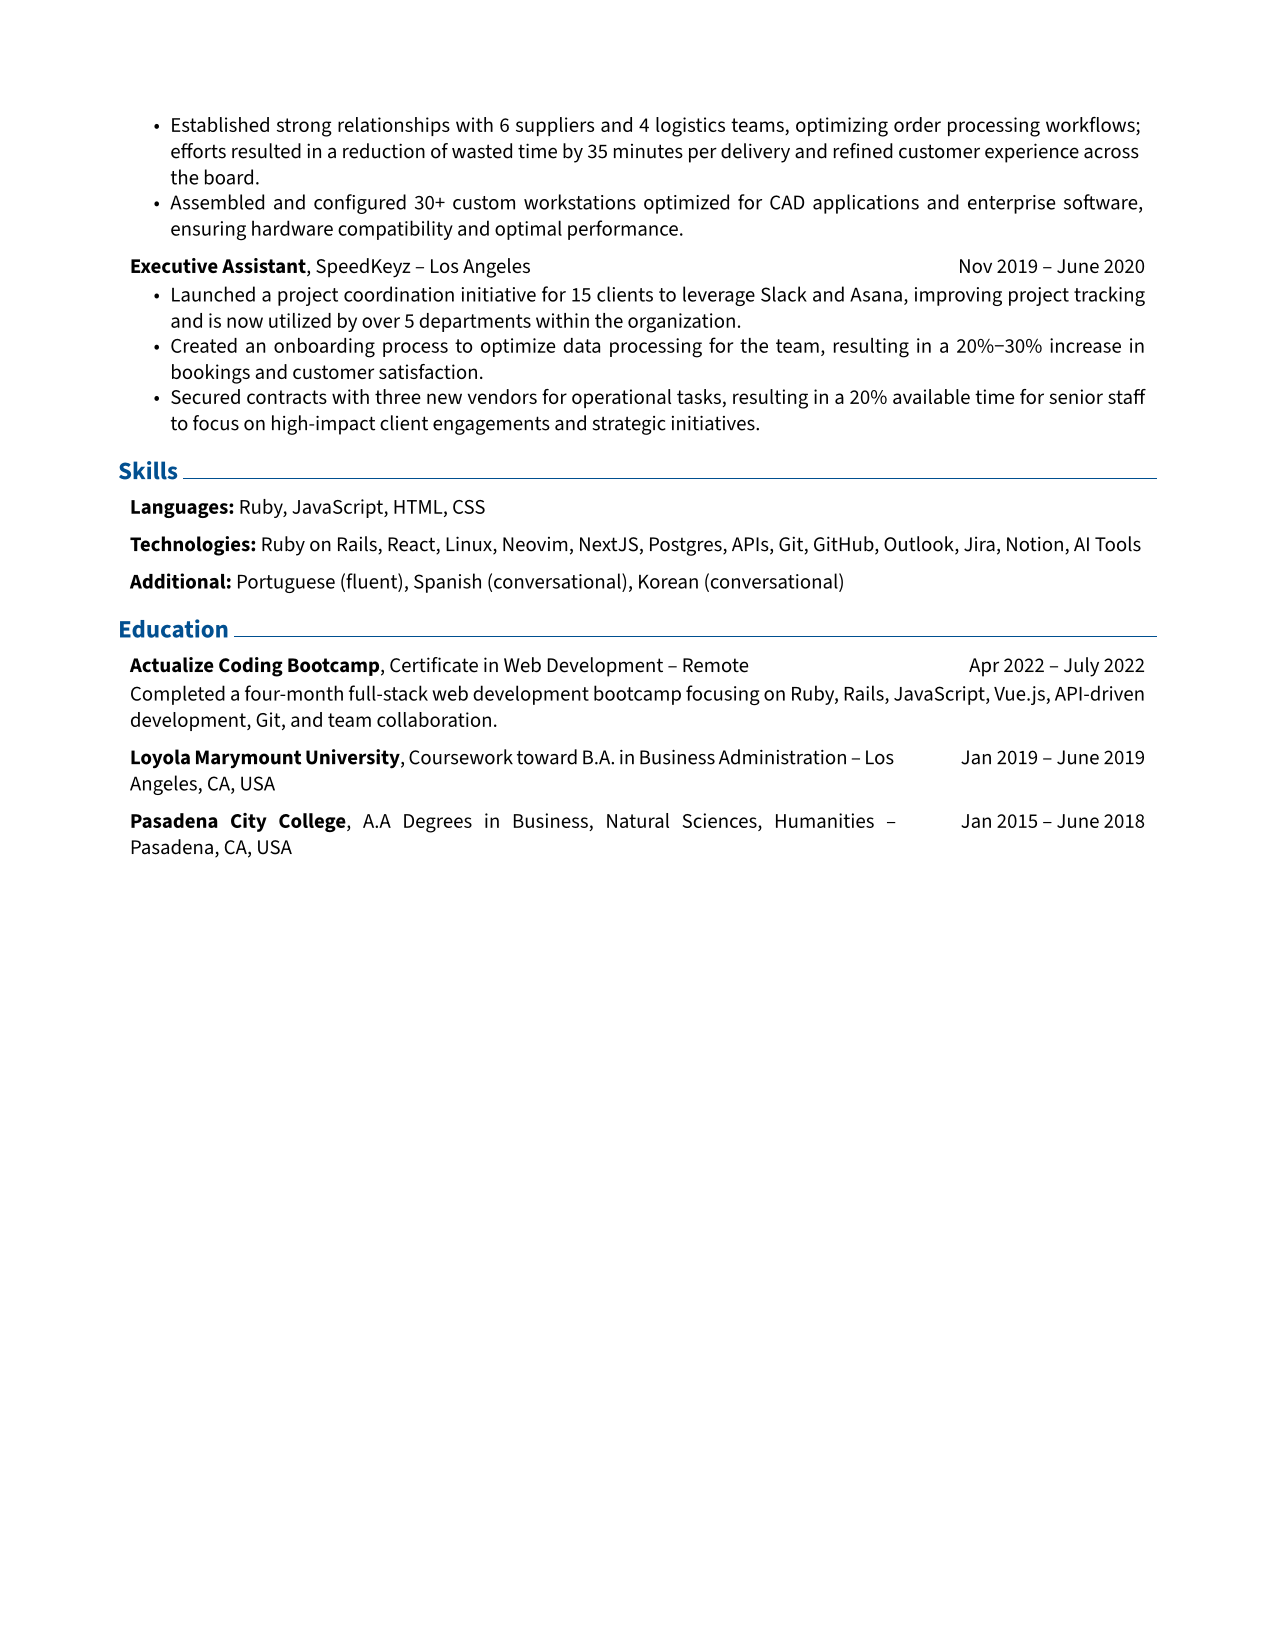 • Established strong relationships with 6 suppliers and 4 logistics teams, optimizing order processing workflows;
efforts resulted in a reduction of wasted time by 35 minutes per delivery and refined customer experience across
the board.
• Assembled and configured 30+ custom workstations optimized for CAD applications and enterprise software,
ensuring hardware compatibility and optimal performance.
Executive Assistant, SpeedKeyz – Los Angeles Nov 2019 – June 2020
• Launched a project coordination initiative for 15 clients to leverage Slack and Asana, improving project tracking
and is now utilized by over 5 departments within the organization.
• Created an onboarding process to optimize data processing for the team, resulting in a 20%−30% increase in
bookings and customer satisfaction.
• Secured contracts with three new vendors for operational tasks, resulting in a 20% available time for senior staff
to focus on high-impact client engagements and strategic initiatives.
Skills
Languages: Ruby, JavaScript, HTML, CSS
Technologies: Ruby on Rails, React, Linux, Neovim, NextJS, Postgres, APIs, Git, GitHub, Outlook, Jira, Notion, AI Tools
Additional: Portuguese (fluent), Spanish (conversational), Korean (conversational)
Education
Actualize Coding Bootcamp, Certificate in Web Development – Remote Apr 2022 – July 2022
Completed a four-month full-stack web development bootcamp focusing on Ruby, Rails, JavaScript, Vue.js, API-driven
development, Git, and team collaboration.
Loyola Marymount University, Coursework toward B.A. in Business Administration – Los Jan 2019 – June 2019
Angeles, CA, USA
Pasadena City College, A.A Degrees in Business, Natural Sciences, Humanities – Jan 2015 – June 2018
Pasadena, CA, USA